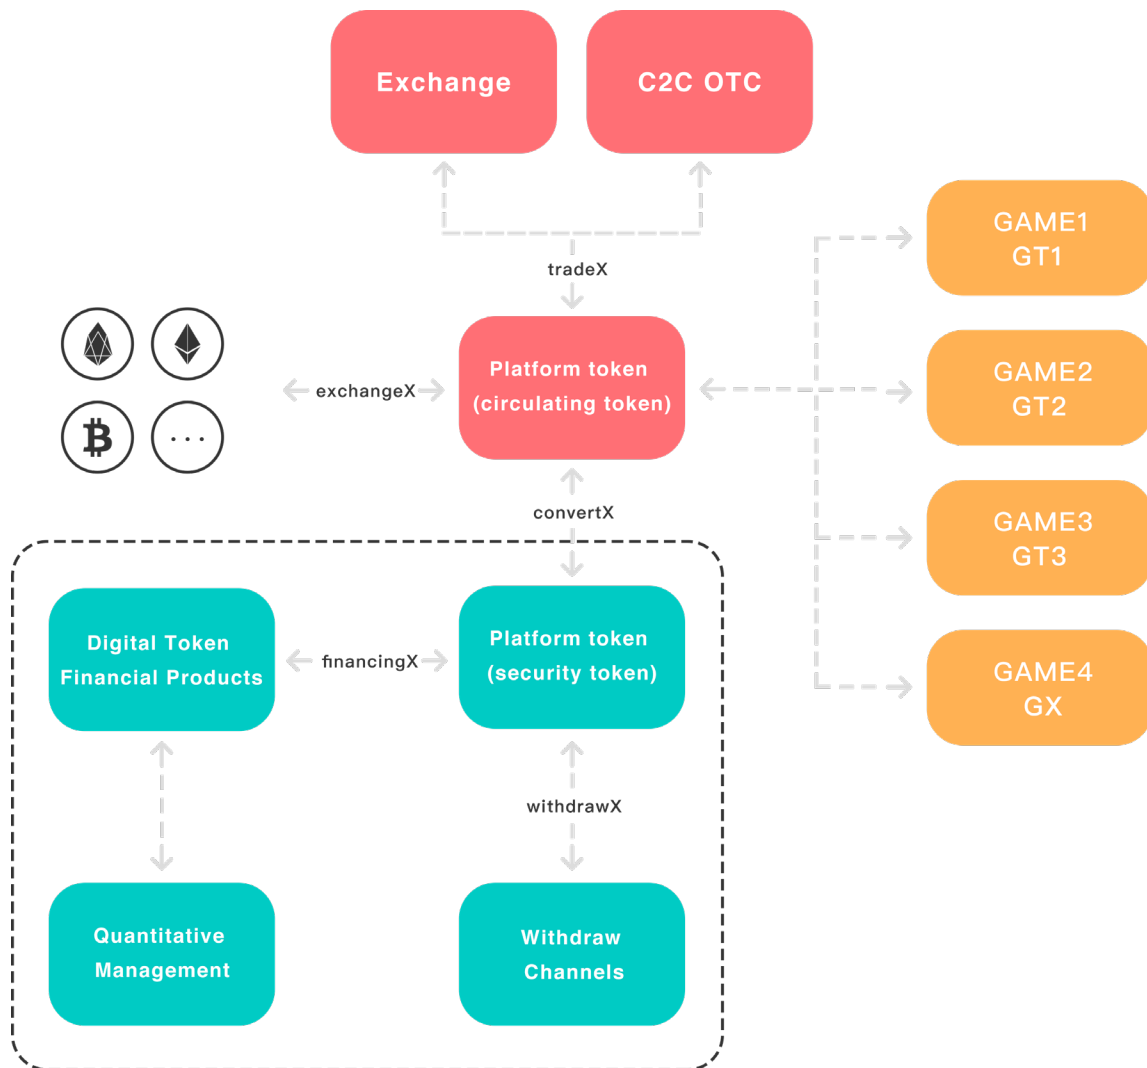 Exchange
C2C OTC
tradeX
GAME1
GT1
exchangeX
Platform token
(circulating token)
GAME2
GT2
convertX
GAME3
GT3
Digital Token
Financial Products
financingX
Platform token
(security token)
GAME4
GX
withdrawX
Quantitative
Management
Withdraw
Channels